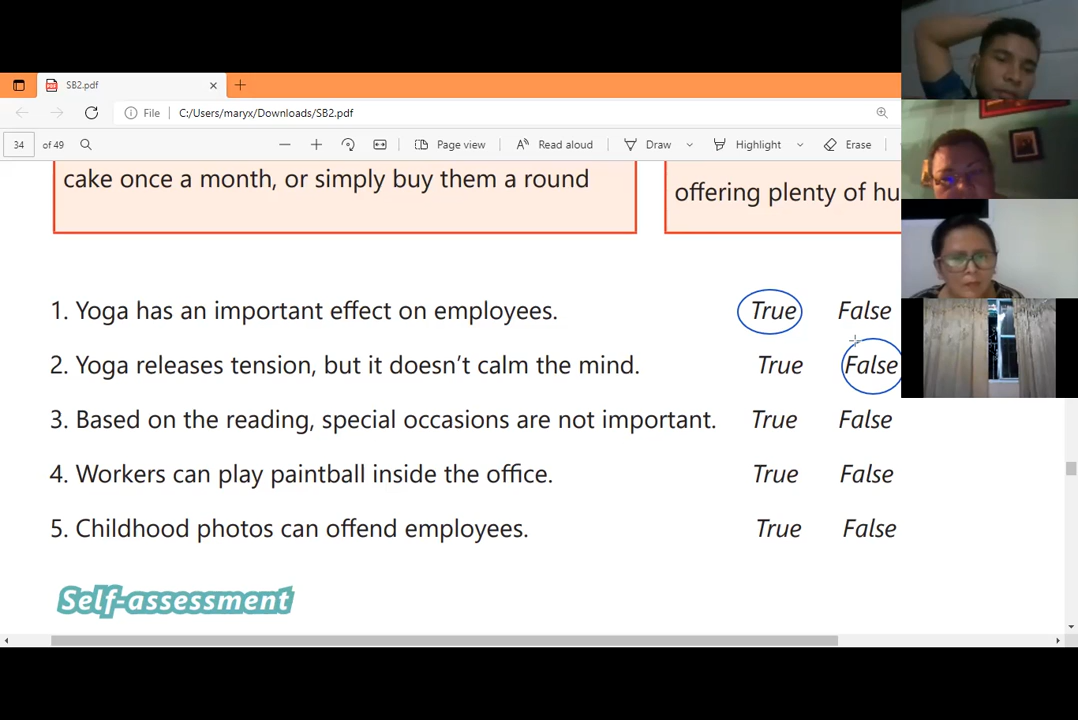 SB2.pdf
File C:/Users/maryx/Downloads/SB2.pdf
34 of 49 Page view Read aloud Draw Highlight Erase
cake once a month, or simply buy them a round
offering plenty of hu
1. Yoga has an important effect on employees. True False
2. Yoga releases tension, but it doesn't calm the mind. True False
3. Based on the reading, special occasions are not important. True False
4. Workers can play paintball inside the office. True False
5. Childhood photos can offend employees. True False
Self-assessment